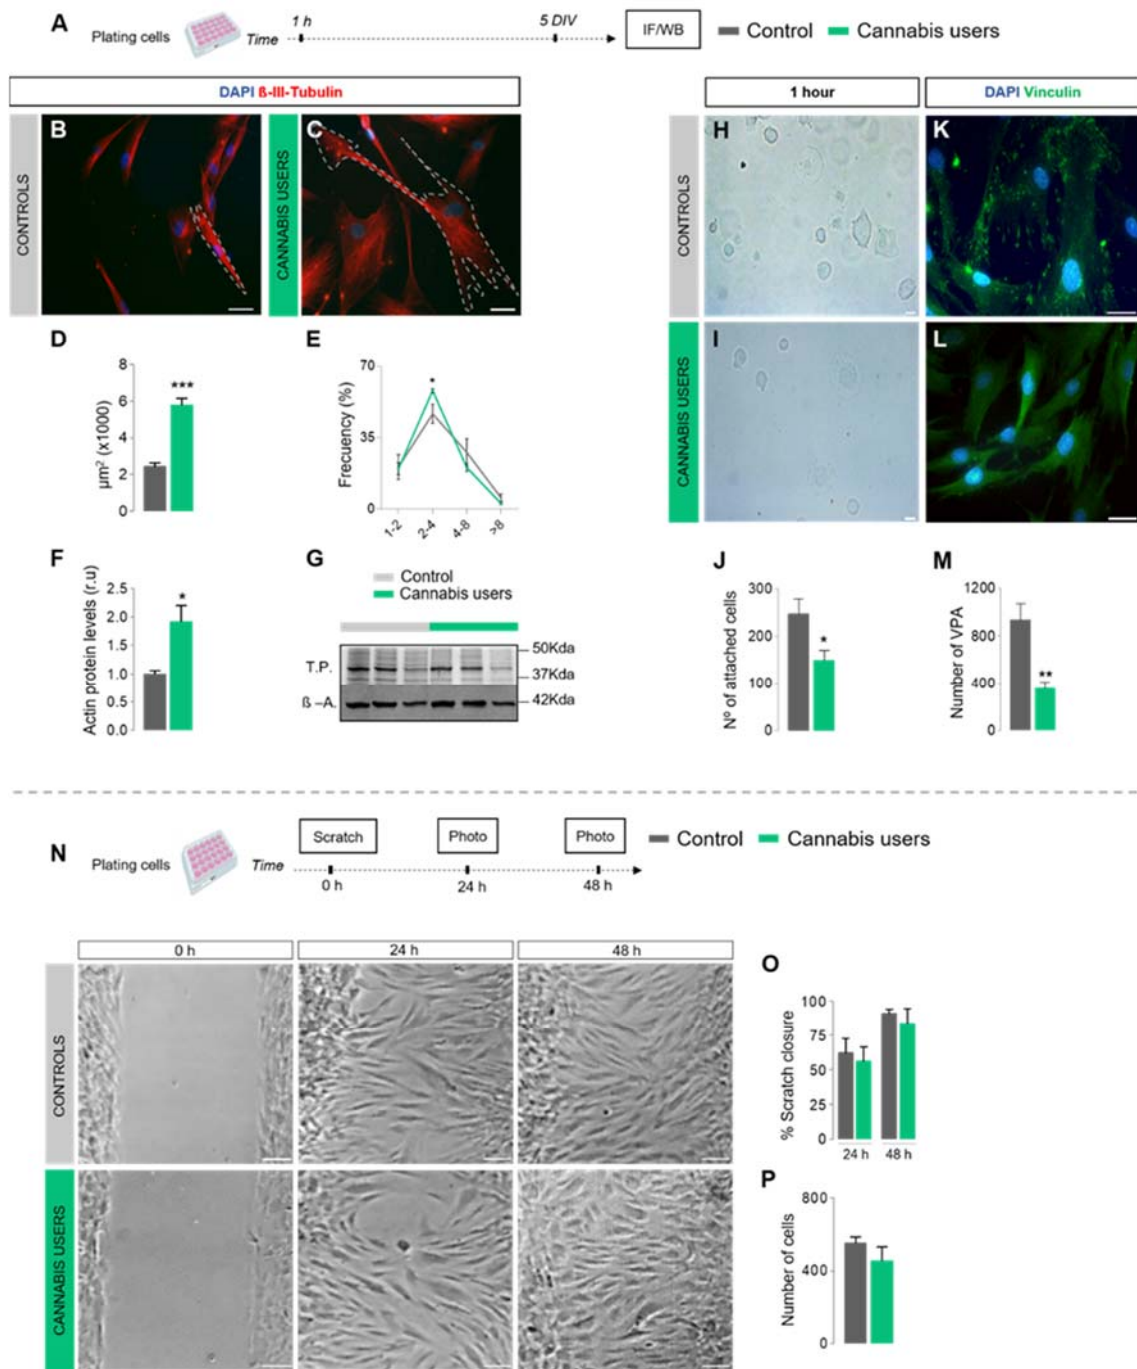 A
Plating cells
Time
1 h
5 DIV
IF/WB
Control
Cannabis users
DAPI ß-III-Tubulin
1 hour
DAPI Vinculin
CONTROLS
B
CANNABIS USERS
C
CONTROLS
H
K
CANNABIS USERS
I
L
D
µm² (x1000)
8
6
4
2
0
***
E
Frecuency (%)
70
35
0
*
1-2
2-4
4-8
>8
F
Actin protein levels (r.u)
2.5
2.0
1.5
1.0
0.5
0.0
*
G
Control
Cannabis users
T.P.
ß –A.
50Kda
37Kda
42Kda
J
Nº of attached cells
300
200
100
0
*
M
Number of VPA
1200
800
400
0
**
N
Plating cells
Time
Scratch
Photo
Photo
0 h
24 h
48 h
Control
Cannabis users
0 h
24 h
48 h
CONTROLS
CANNABIS USERS
O
% Scratch closure
100
75
50
25
0
24 h
48 h
P
Number of cells
800
400
0